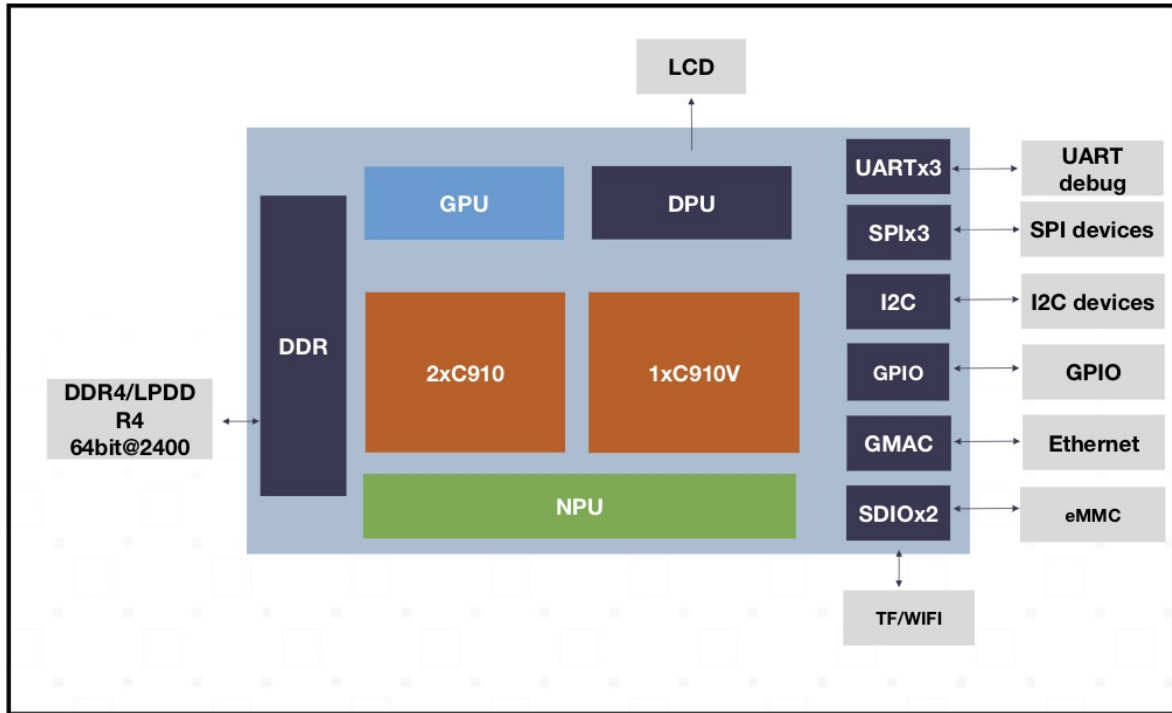 LCD
UARTx3
UART
debug
GPU
DPU
SPIx3
SPI devices
I2C
I2C devices
DDR
2xC910
1xC910V
GPIO
GPIO
DDR4/LPDD
R4
64bit@2400
GMAC
Ethernet
NPU
SDIOx2
eMMC
TF/WIFI